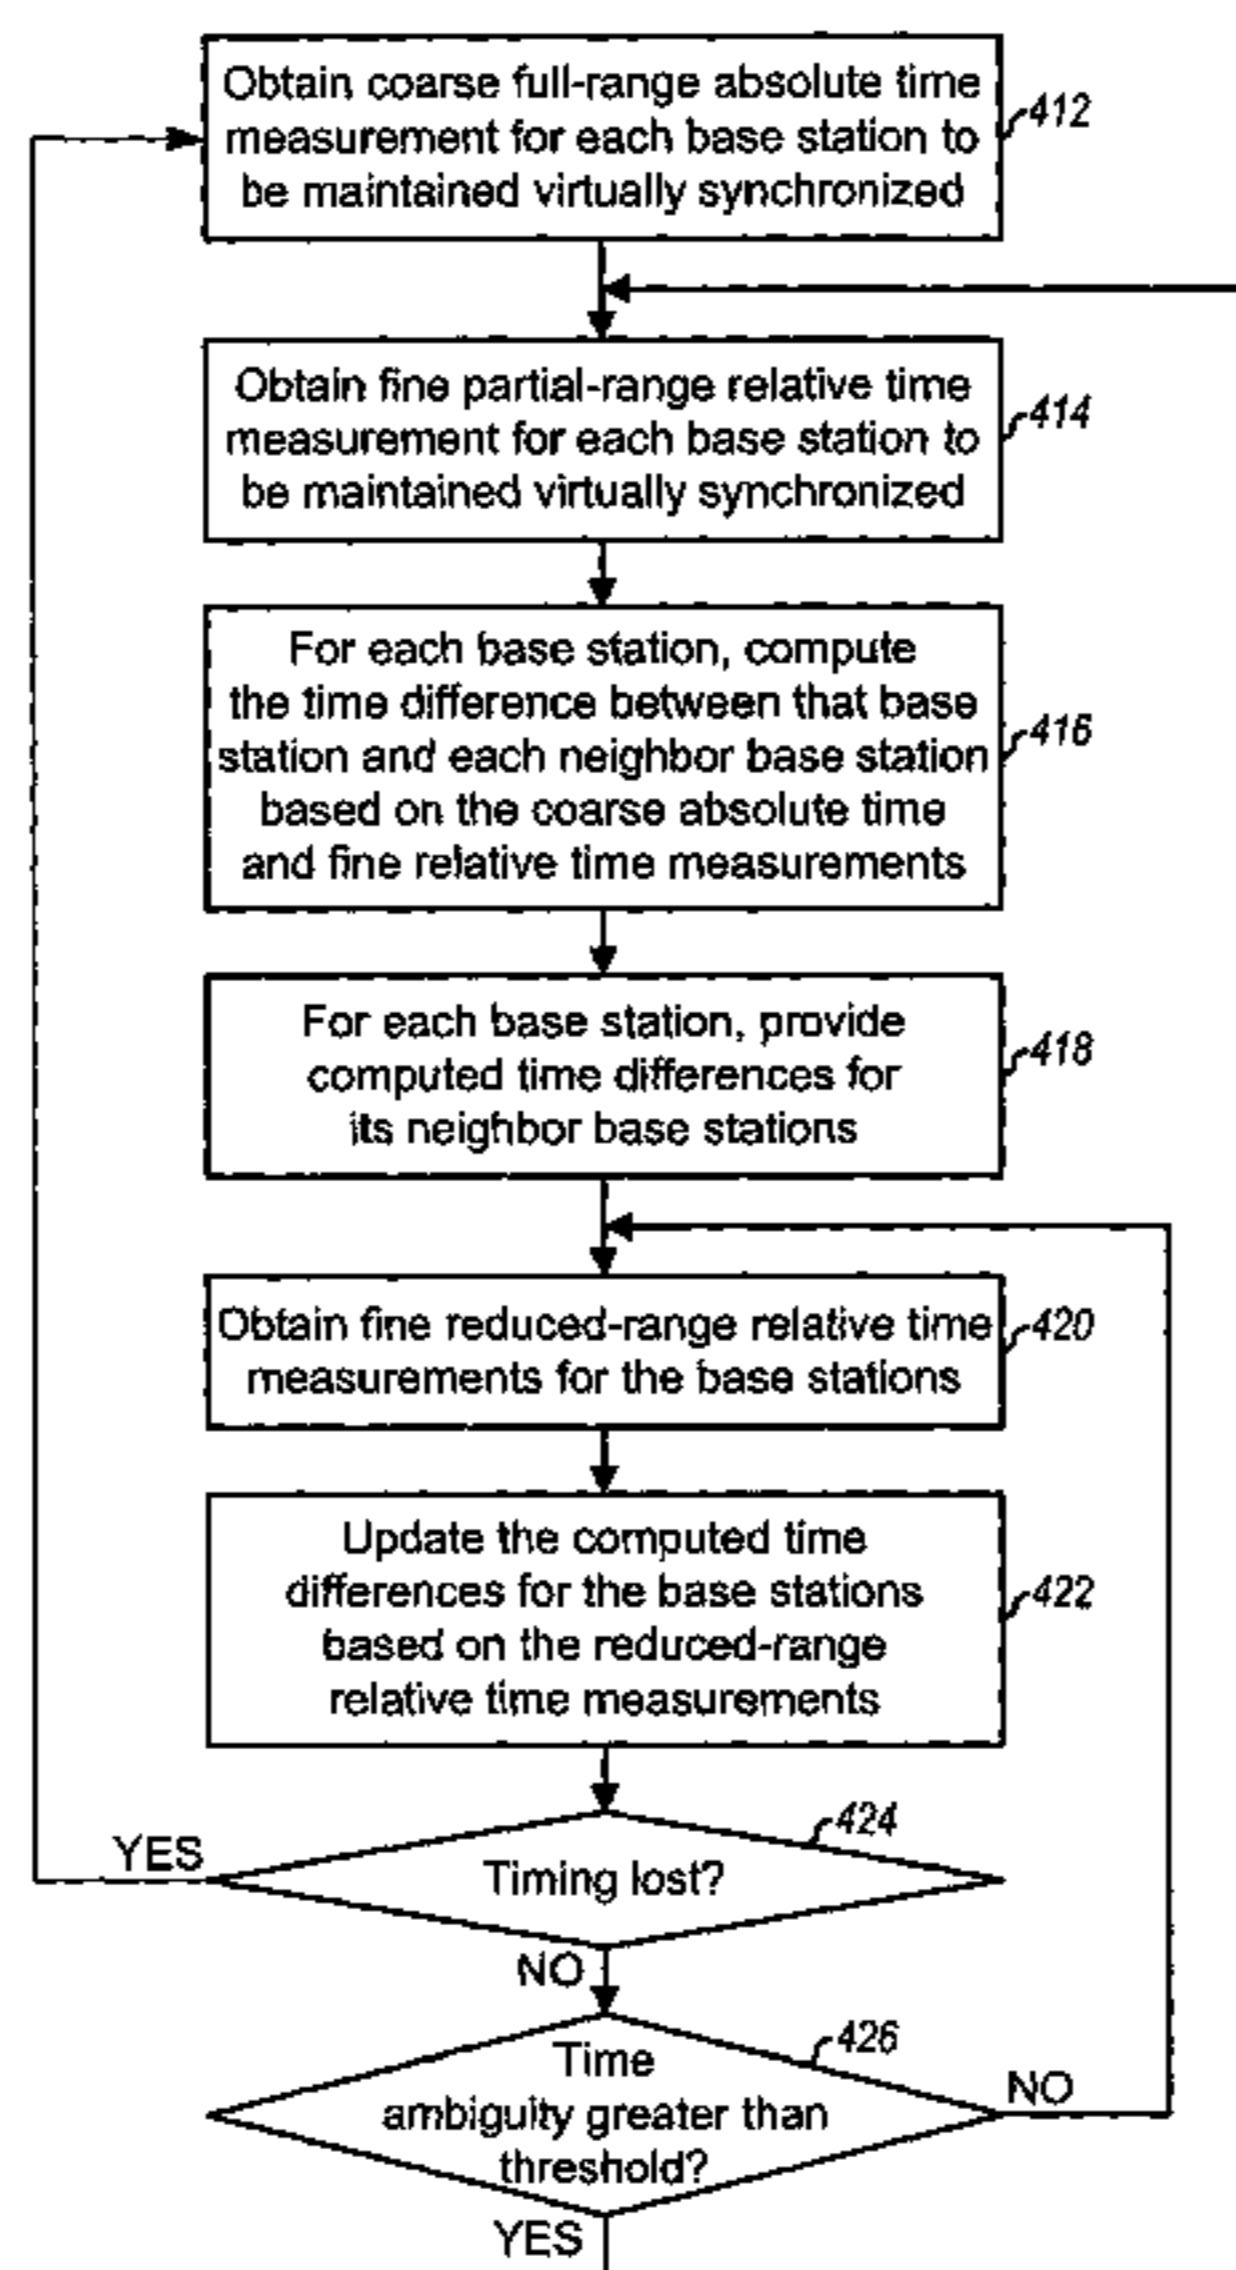 Obtain coarse full-range absolute time
measurement for each base station to
be maintained virtually synchronized
412
Obtain fine partial-range relative time
measurement for each base station to
be maintained virtually synchronized
414
For each base station, compute
the time difference between that base
station and each neighbor base station
based on the coarse absolute time
and fine relative time measurements
416
For each base station, provide
computed time differences for
its neighbor base stations
418
Obtain fine reduced-range relative time
measurements for the base stations
420
Update the computed time
differences for the base stations
based on the reduced-range
relative time measurements
422
424
YES
Timing lost?
NO
426
Time
ambiguity greater than
threshold?
NO
YES